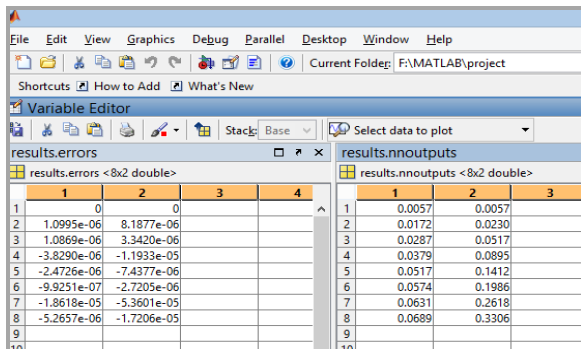 File Edit View Graphics Debug Parallel Desktop Window Help
Current Folder: F:\MATLAB\project
Shortcuts How to Add What's New
Variable Editor
Stack: Base Select data to plot
results.errors
results.errors <8x2 double>
1 2 3 4
1 0 0
2 1.0995e-06 8.1877e-06
3 1.0869e-06 3.3420e-06
4 -3.8290e-06 -1.1933e-05
5 -2.4726e-06 -7.4377e-06
6 -9.9251e-07 -2.7205e-06
7 -1.8618e-05 -5.3601e-05
8 -5.2657e-06 -1.7206e-05
9
10
results.nnoutputs
results.nnoutputs <8x2 double>
1 2 3
1 0.0057 0.0057
2 0.0172 0.0230
3 0.0287 0.0517
4 0.0379 0.0895
5 0.0517 0.1412
6 0.0574 0.1986
7 0.0631 0.2618
8 0.0689 0.3306
9
10